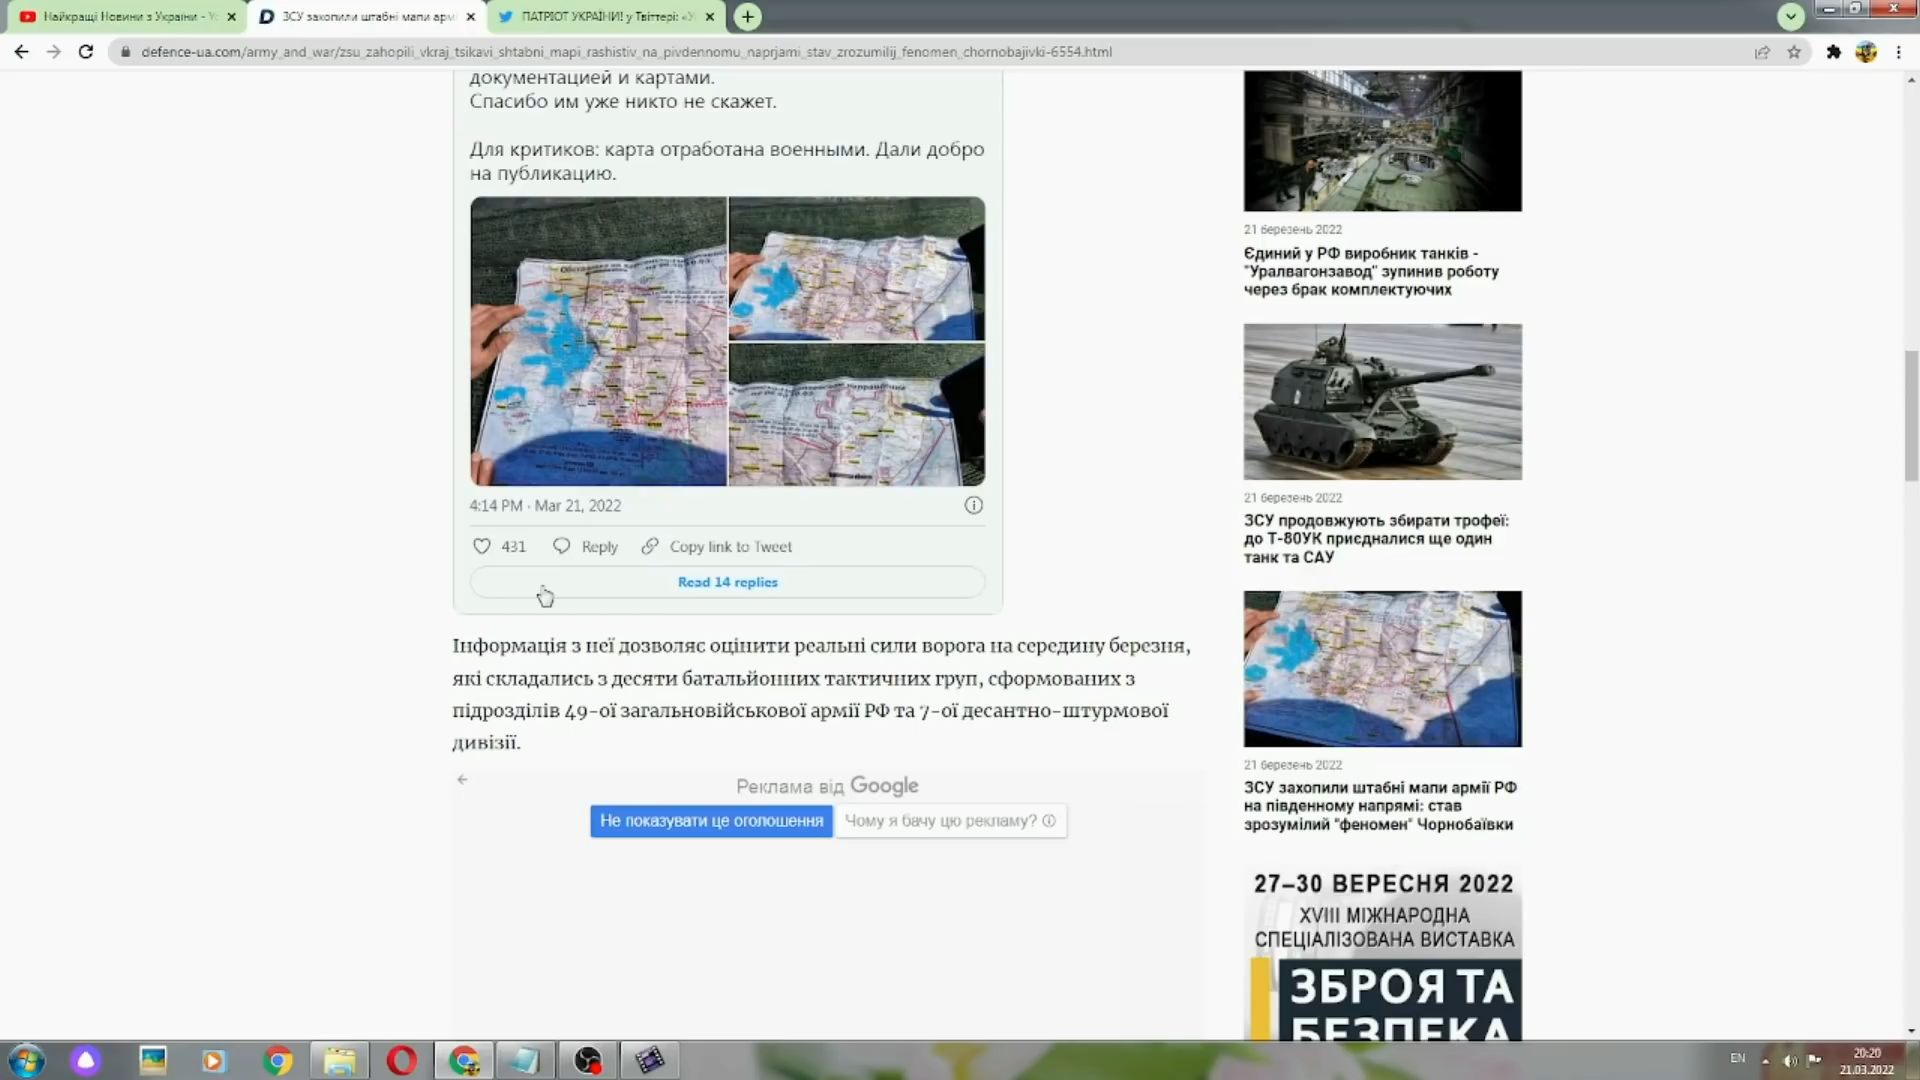 Найкращі Новини з України - Y
ЗСУ захопили штабні мапи армі
ПАТРІОТ УКРАЇНИ! у Твіттері: «У
defence-ua.com/army_and_war/zsu_zahopili_vkraj_tsikavi_shtabni_mapi_rashistiv_na_pivdennomu_naprjami_stav_zrozumilij_fenomen_chornobajivki-6554.html
документацией и картами.
Спасибо им уже никто не скажет.
Для критиков: карта отработана военными. Дали добро
на публикацию.
4:14 PM · Mar 21, 2022
431
Reply
Copy link to Tweet
Read 14 replies
Інформація з неї дозволяє оцінити реальні сили ворога на середину березня,
які складались з десяти батальйонних тактичних груп, сформованих з
підрозділів 49-ої загальновійськової армії РФ та 7-ої десантно-штурмової
дивізії.
Реклама від Google
Не показувати це оголошення
Чому я бачу цю рекламу?
21 березень 2022
Єдиний у РФ виробник танків -
"Уралвагонзавод" зупинив роботу
через брак комплектуючих
21 березень 2022
ЗСУ продовжують збирати трофеї:
до Т-80УК приєдналися ще один
танк та САУ
21 березень 2022
ЗСУ захопили штабні мапи армії РФ
на південному напрямі: став
зрозумілий "феномен" Чорнобаївки
27–30 ВЕРЕСНЯ 2022
XVIII МІЖНАРОДНА
СПЕЦІАЛІЗОВАНА ВИСТАВКА
ЗБРОЯ ТА
БЕЗПЕКА
EN
20:20
21.03.2022